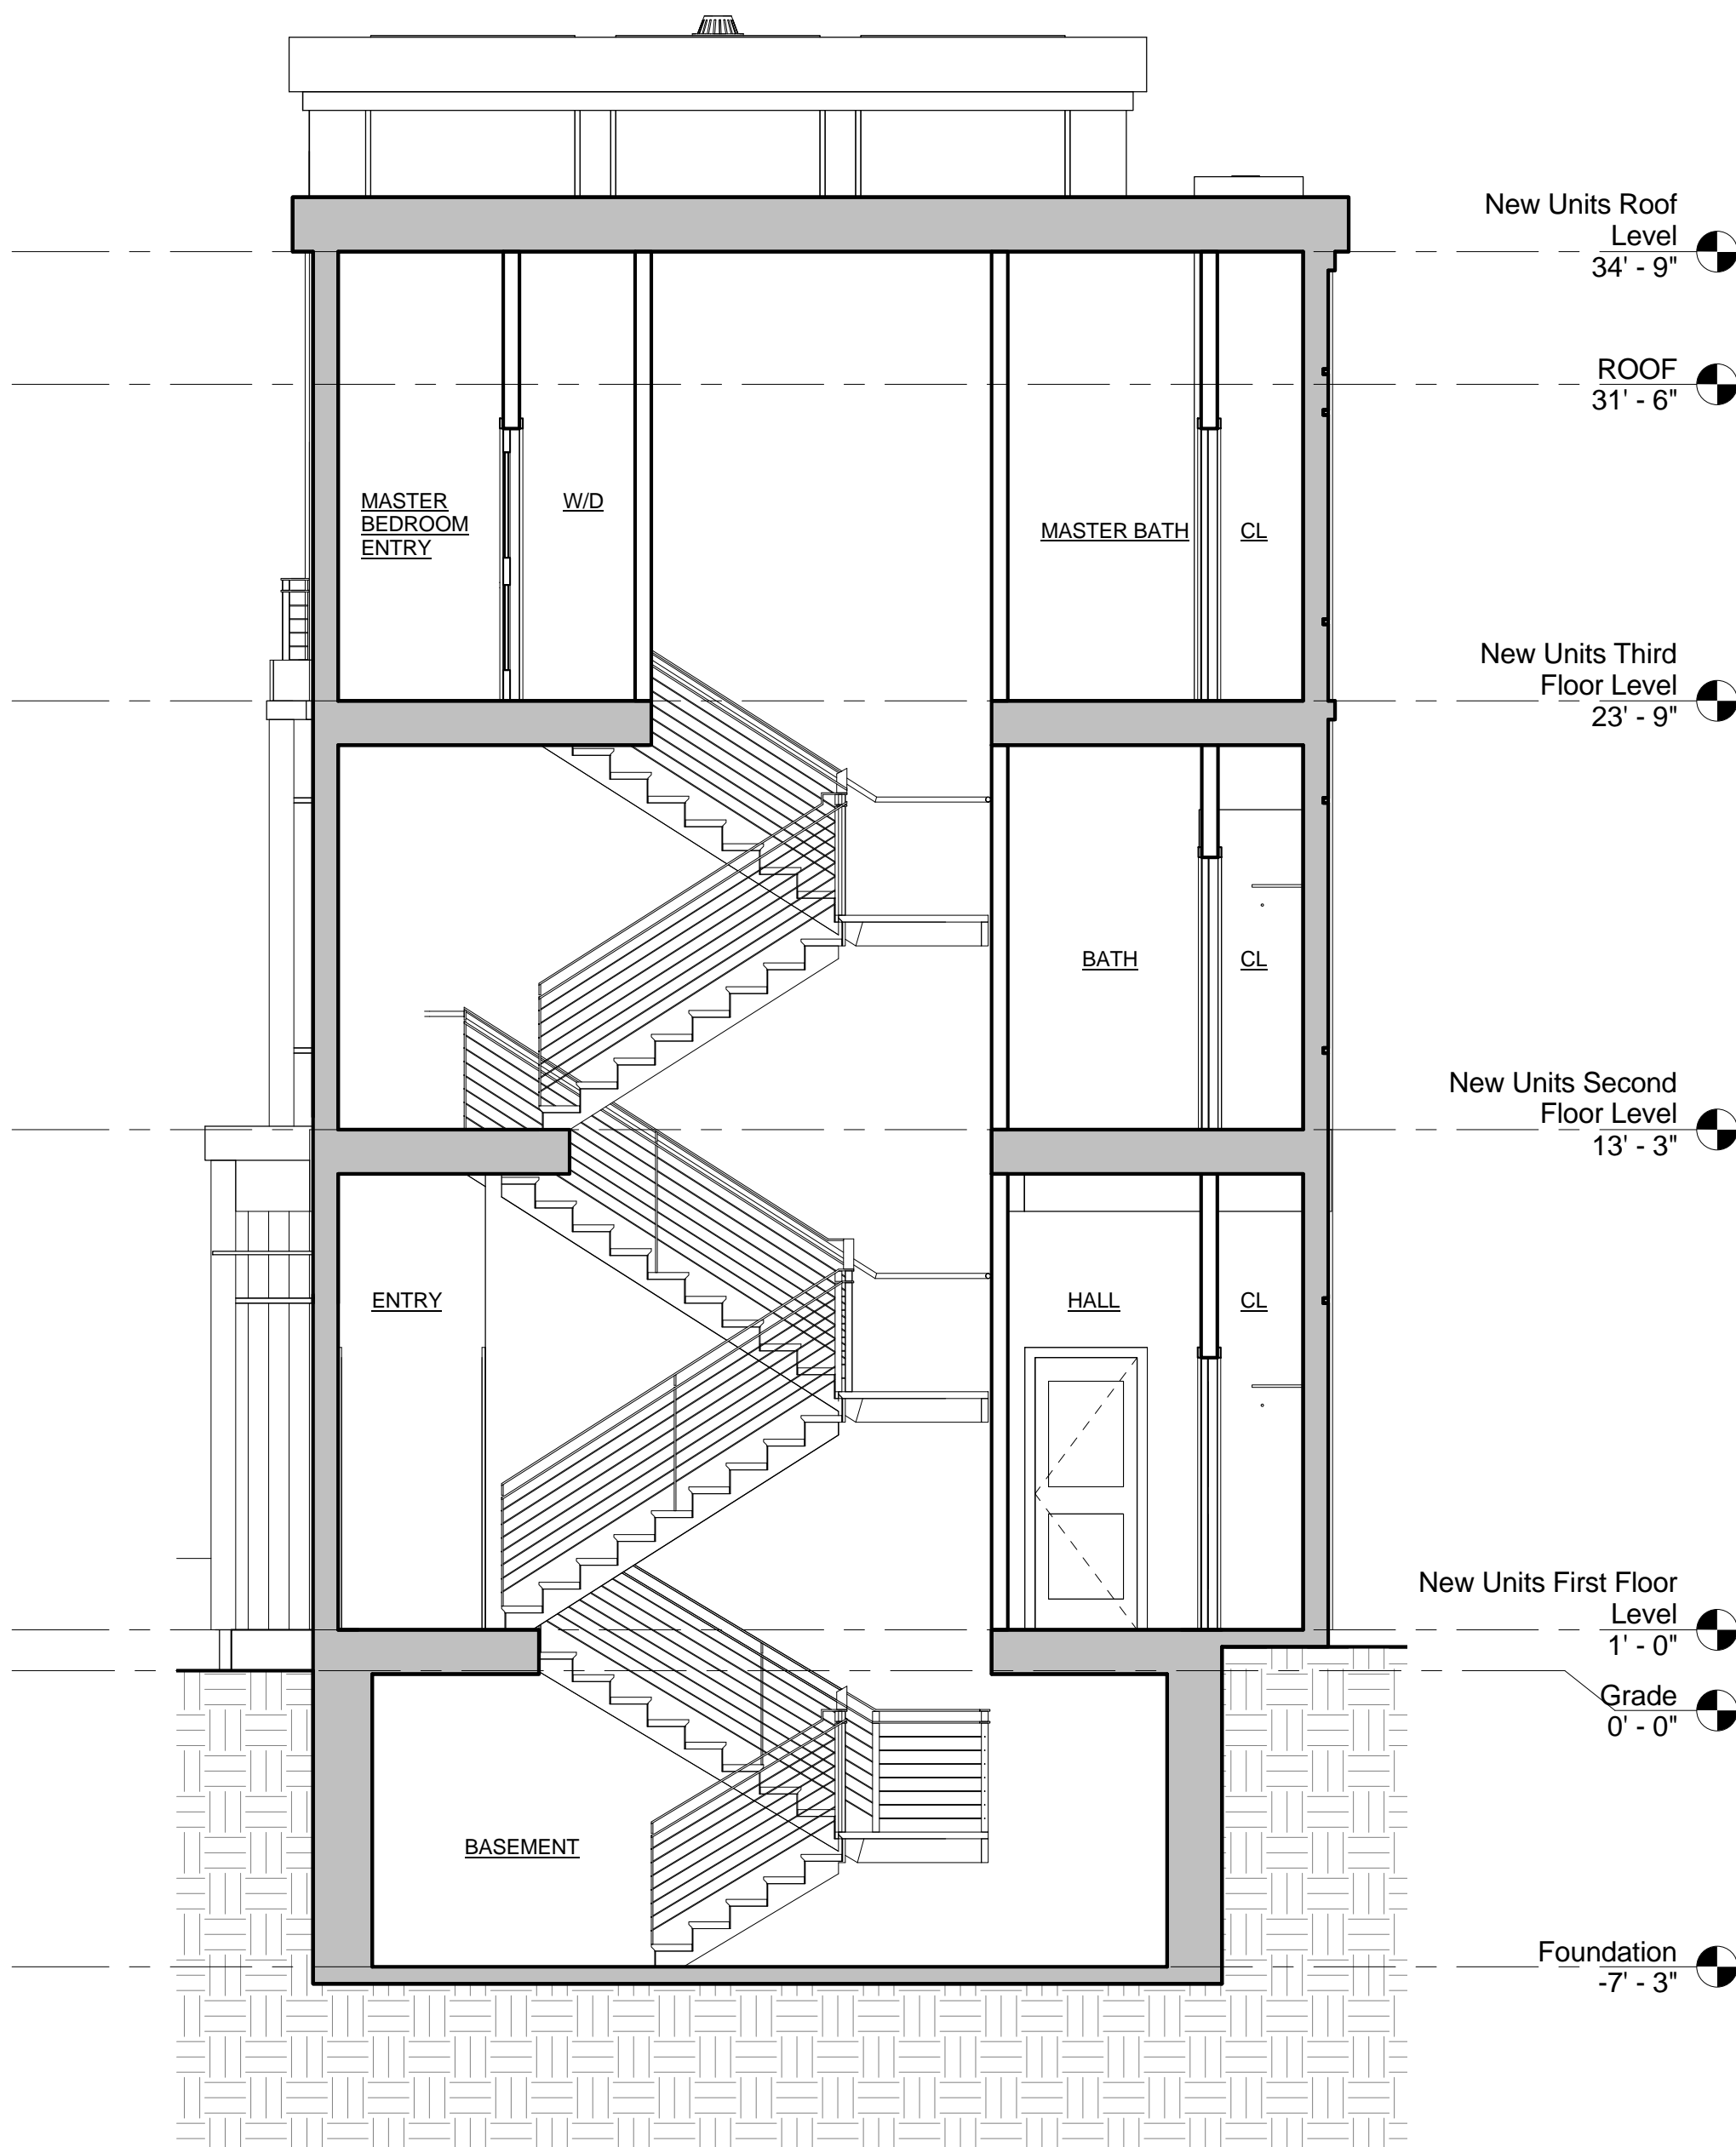 New Units Roof
Level
34' - 9"
ROOF
31' - 6"
MASTER
BEDROOM
ENTRY
W/D
MASTER BATH
CL
New Units Third
Floor Level
23' - 9"
BATH
CL
New Units Second
Floor Level
13' - 3"
ENTRY
HALL
CL
New Units First Floor
Level
1' - 0"
Grade
0' - 0"
BASEMENT
Foundation
-7' - 3"